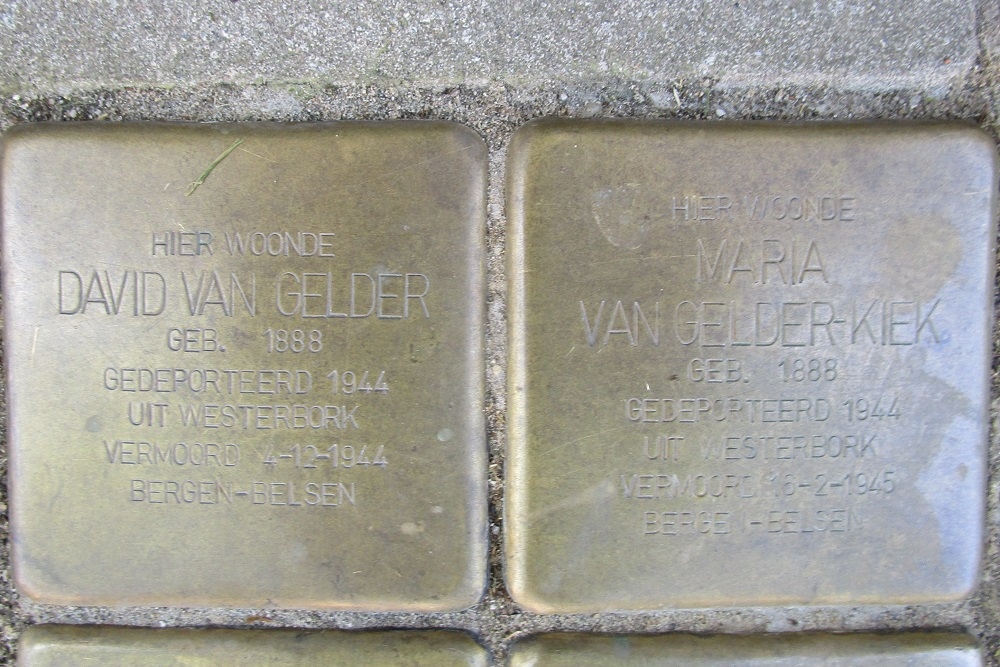 HIER WOONDE
DAVID VAN GELDER
GEB. 1888
GEDEPORTEERD 1944
UIT WESTERBORK
VERMOORD 4-12-1944
BERGEN-BELSEN
HIER WOONDE
MARIA
VAN GELDER-KIEK
GEB. 1888
GEDEPORTEERD 1944
UIT WESTERBORK
VERMOORD 16-2-1945
BERGEN-BELSEN